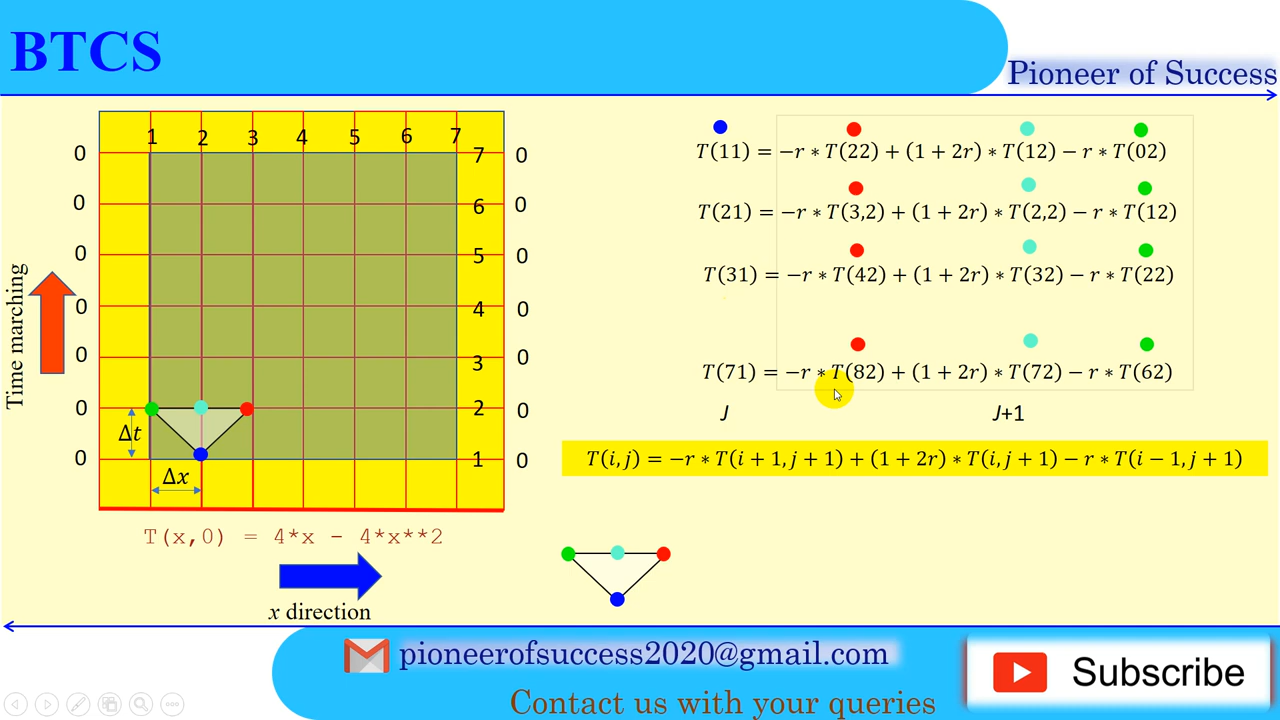 BTCS
Pioneer of Success
1 2 3 4 5 6 7
0 7 0
0 6 0
0 5 0
0 4 0
0 3 0
0 2 0
0 1 0
Time marching
Δt
Δx
T(x,0) = 4*x - 4*x**2
x direction
T(11) = −r ∗ T(22) + (1 + 2r) ∗ T(12) − r ∗ T(02)
T(21) = −r ∗ T(3,2) + (1 + 2r) ∗ T(2,2) − r ∗ T(12)
T(31) = −r ∗ T(42) + (1 + 2r) ∗ T(32) − r ∗ T(22)
T(71) = −r ∗ T(82) + (1 + 2r) ∗ T(72) − r ∗ T(62)
J J+1
T(i,j) = −r ∗ T(i + 1, j + 1) + (1 + 2r) ∗ T(i, j + 1) − r ∗ T(i − 1, j + 1)
pioneerofsuccess2020@gmail.com
Contact us with your queries
Subscribe